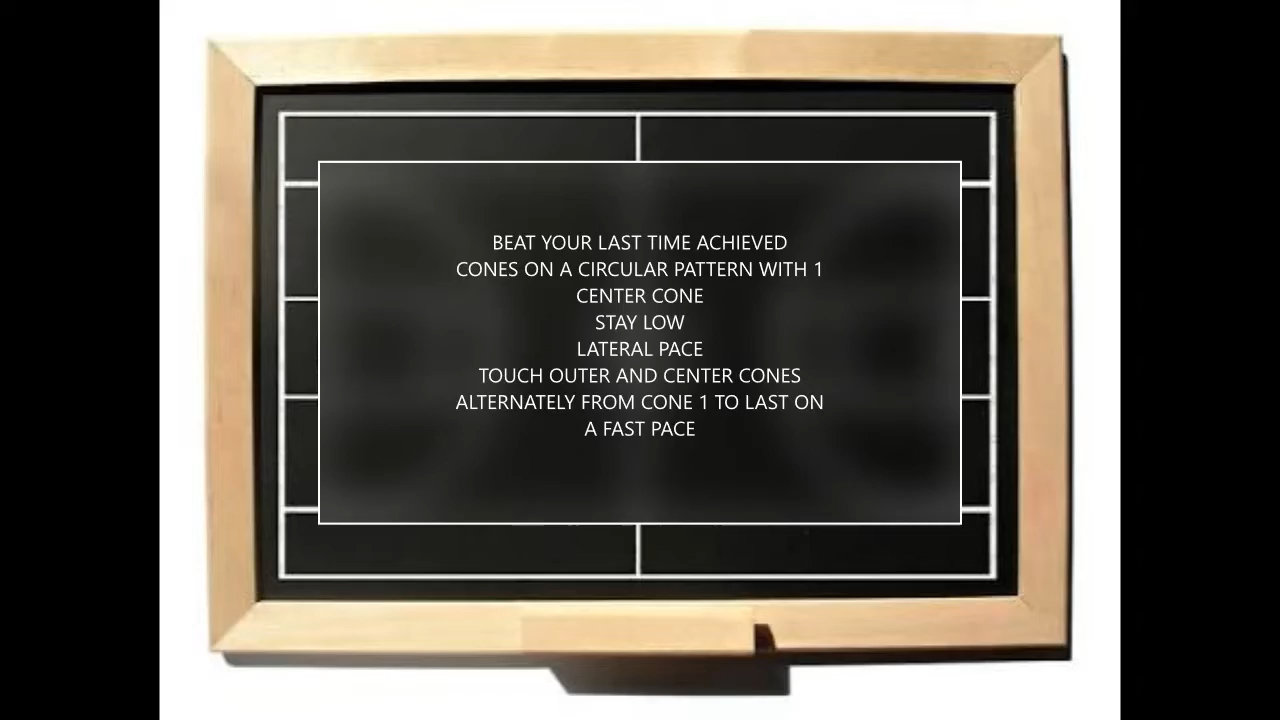 BEAT YOUR LAST TIME ACHIEVED
CONES ON A CIRCULAR PATTERN WITH 1
CENTER CONE
STAY LOW
LATERAL PACE
TOUCH OUTER AND CENTER CONES
ALTERNATELY FROM CONE 1 TO LAST ON
A FAST PACE